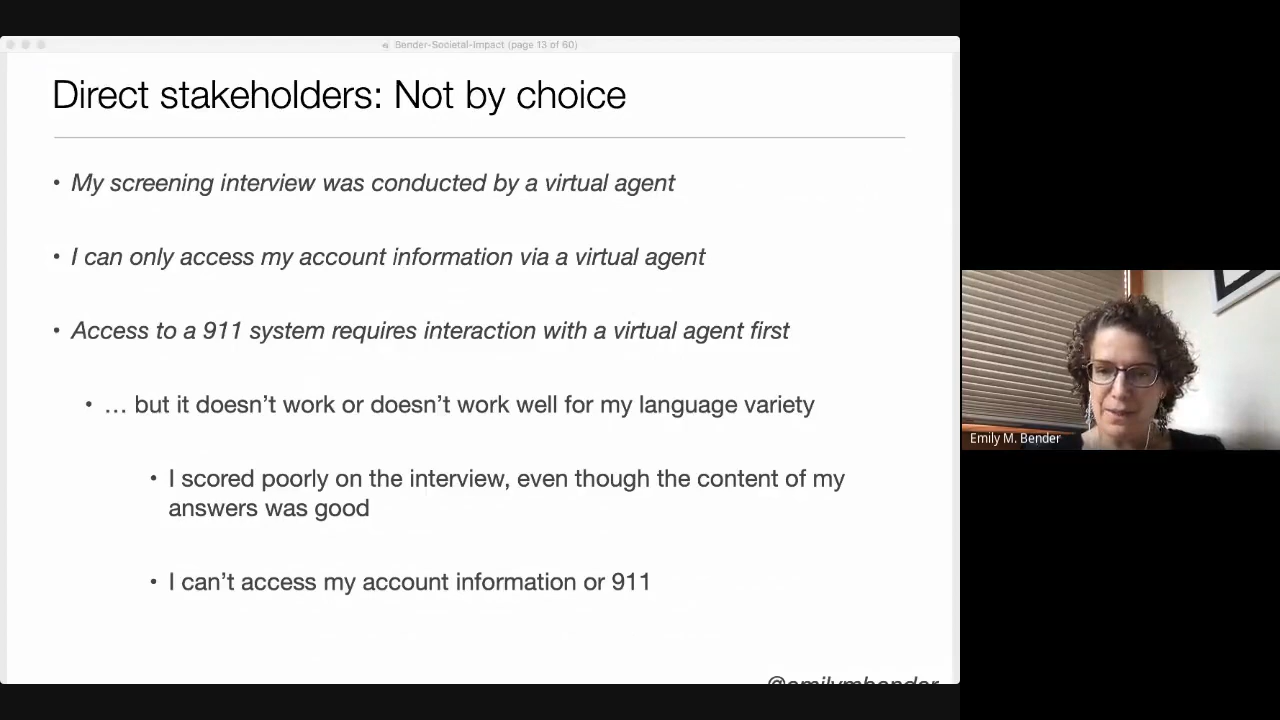 Bender-Societal-Impact (page 13 of 60)
Direct stakeholders: Not by choice
• My screening interview was conducted by a virtual agent
• I can only access my account information via a virtual agent
• Access to a 911 system requires interaction with a virtual agent first
• … but it doesn’t work or doesn’t work well for my language variety
• I scored poorly on the interview, even though the content of my
answers was good
• I can’t access my account information or 911
@emilymbender
Emily M. Bender